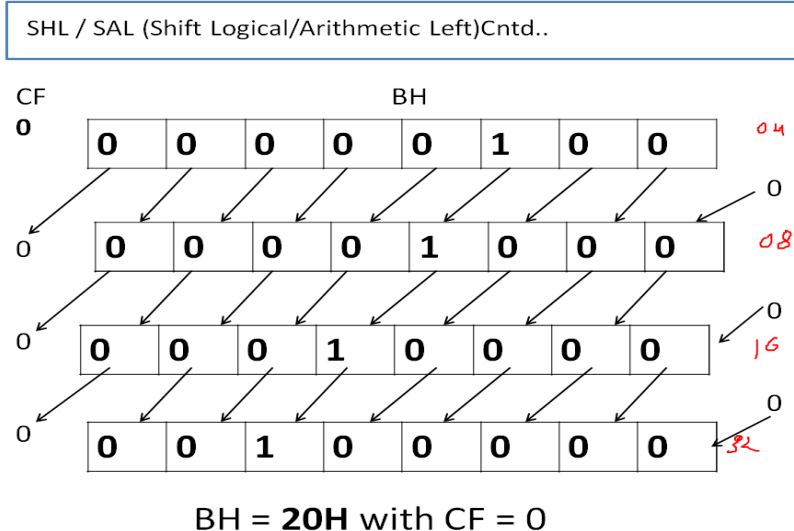 SHL / SAL (Shift Logical/Arithmetic Left)Cntd..
CF BH
0 0 0 0 0 0 1 0 0 04
0
0 0 0 0 0 1 0 0 0 08
0
0 0 0 0 1 0 0 0 0 16
0
0 0 0 1 0 0 0 0 0 32
BH = 20H with CF = 0